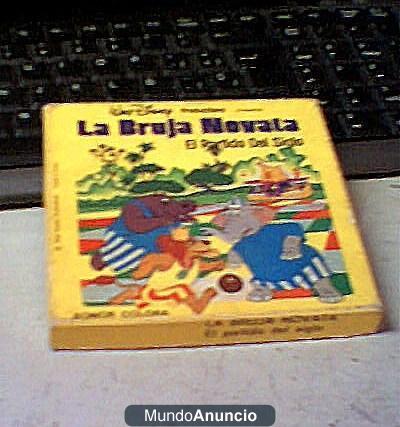 Walt Disney
La Bruja Novata
El Partido Del Siglo
LA BRUJA NOVATA
El partido del siglo
MundoAnuncio